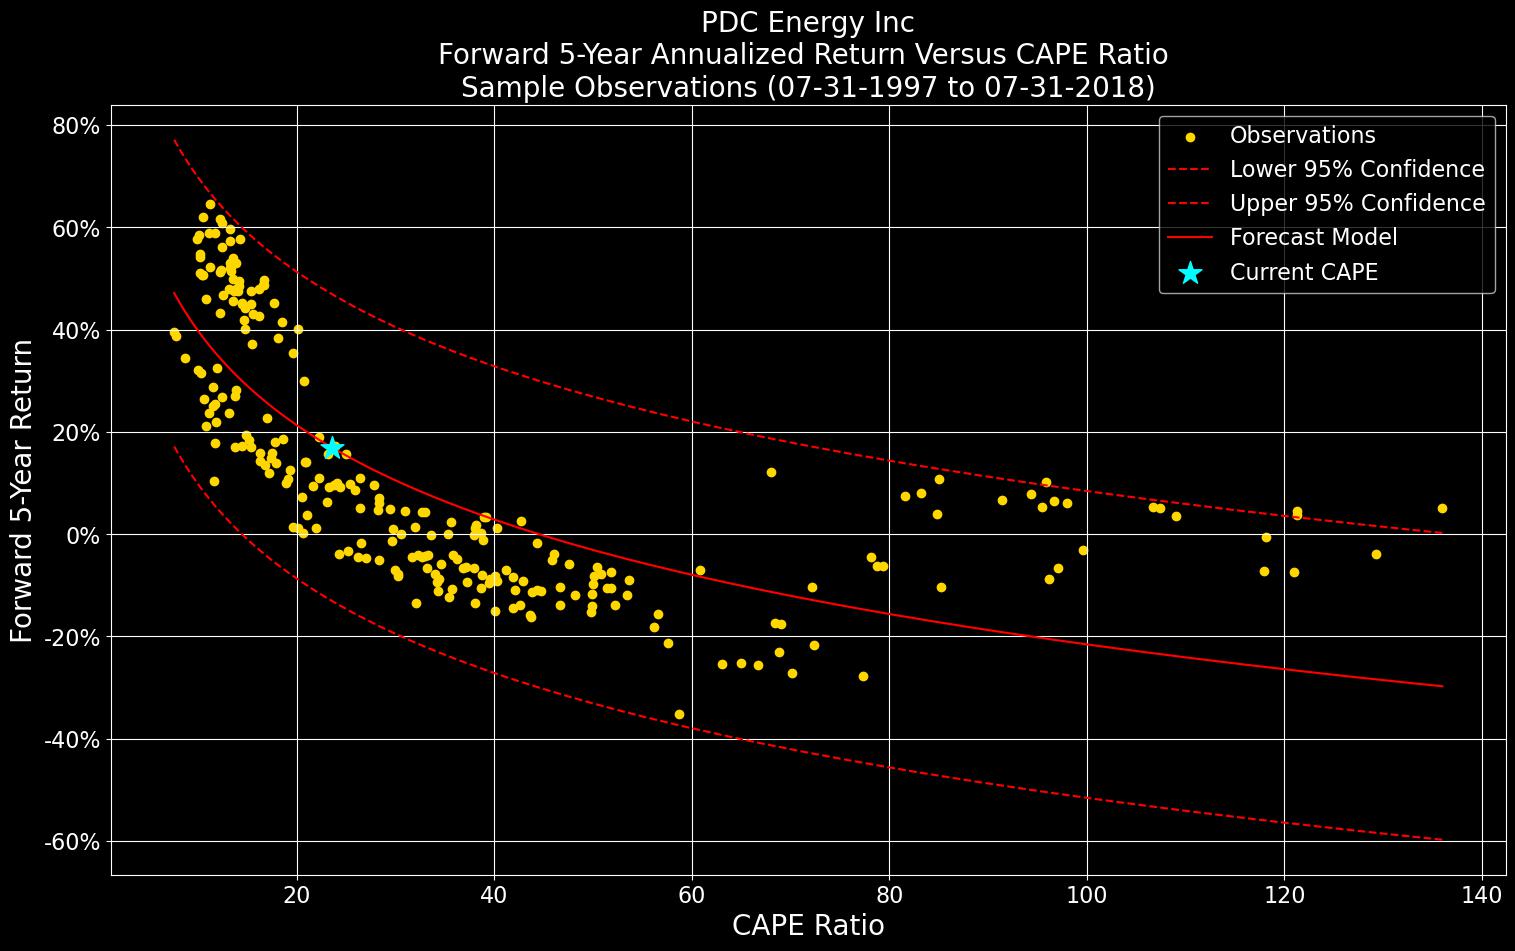 PDC Energy Inc
Forward 5-Year Annualized Return Versus CAPE Ratio
Sample Observations (07-31-1997 to 07-31-2018)
Observations
Lower 95% Confidence
Upper 95% Confidence
Forecast Model
Current CAPE
Forward 5-Year Return
80%
60%
40%
20%
0%
-20%
-40%
-60%
20 40 60 80 100 120 140
CAPE Ratio